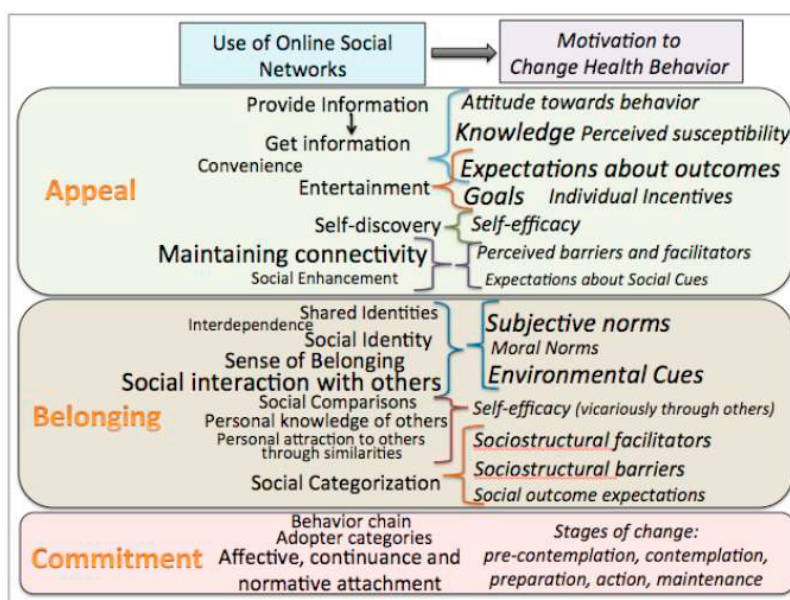 Use of Online Social
Networks
Motivation to
Change Health Behavior
Appeal
Provide Information
Get information
Convenience
Entertainment
Self-discovery
Maintaining connectivity
Social Enhancement
Attitude towards behavior
Knowledge Perceived susceptibility
Expectations about outcomes
Goals Individual Incentives
Self-efficacy
Perceived barriers and facilitators
Expectations about Social Cues
Belonging
Shared Identities
Interdependence
Social Identity
Sense of Belonging
Social interaction with others
Social Comparisons
Personal knowledge of others
Personal attraction to others
through similarities
Social Categorization
Subjective norms
Moral Norms
Environmental Cues
Self-efficacy (vicariously through others)
Sociostructural facilitators
Sociostructural barriers
Social outcome expectations
Commitment
Behavior chain
Adopter categories
Affective, continuance and
normative attachment
Stages of change:
pre-contemplation, contemplation,
preparation, action, maintenance